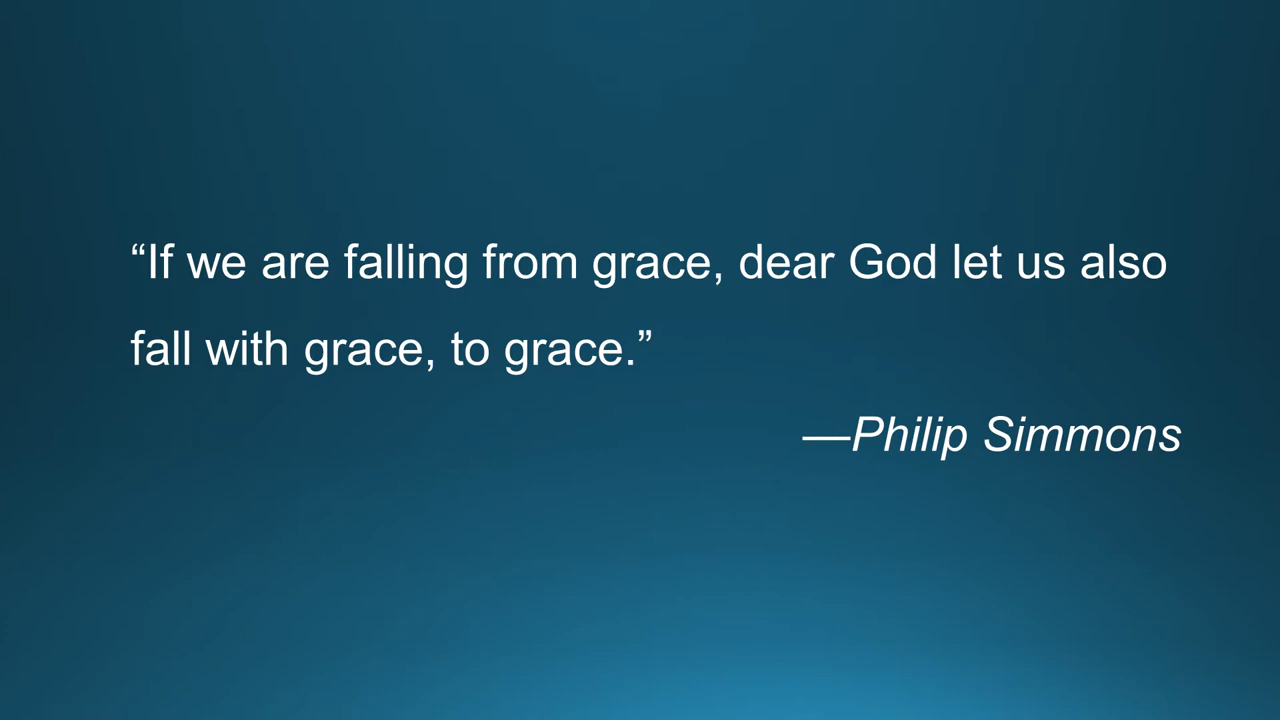 “If we are falling from grace, dear God let us also
fall with grace, to grace.”
—Philip Simmons